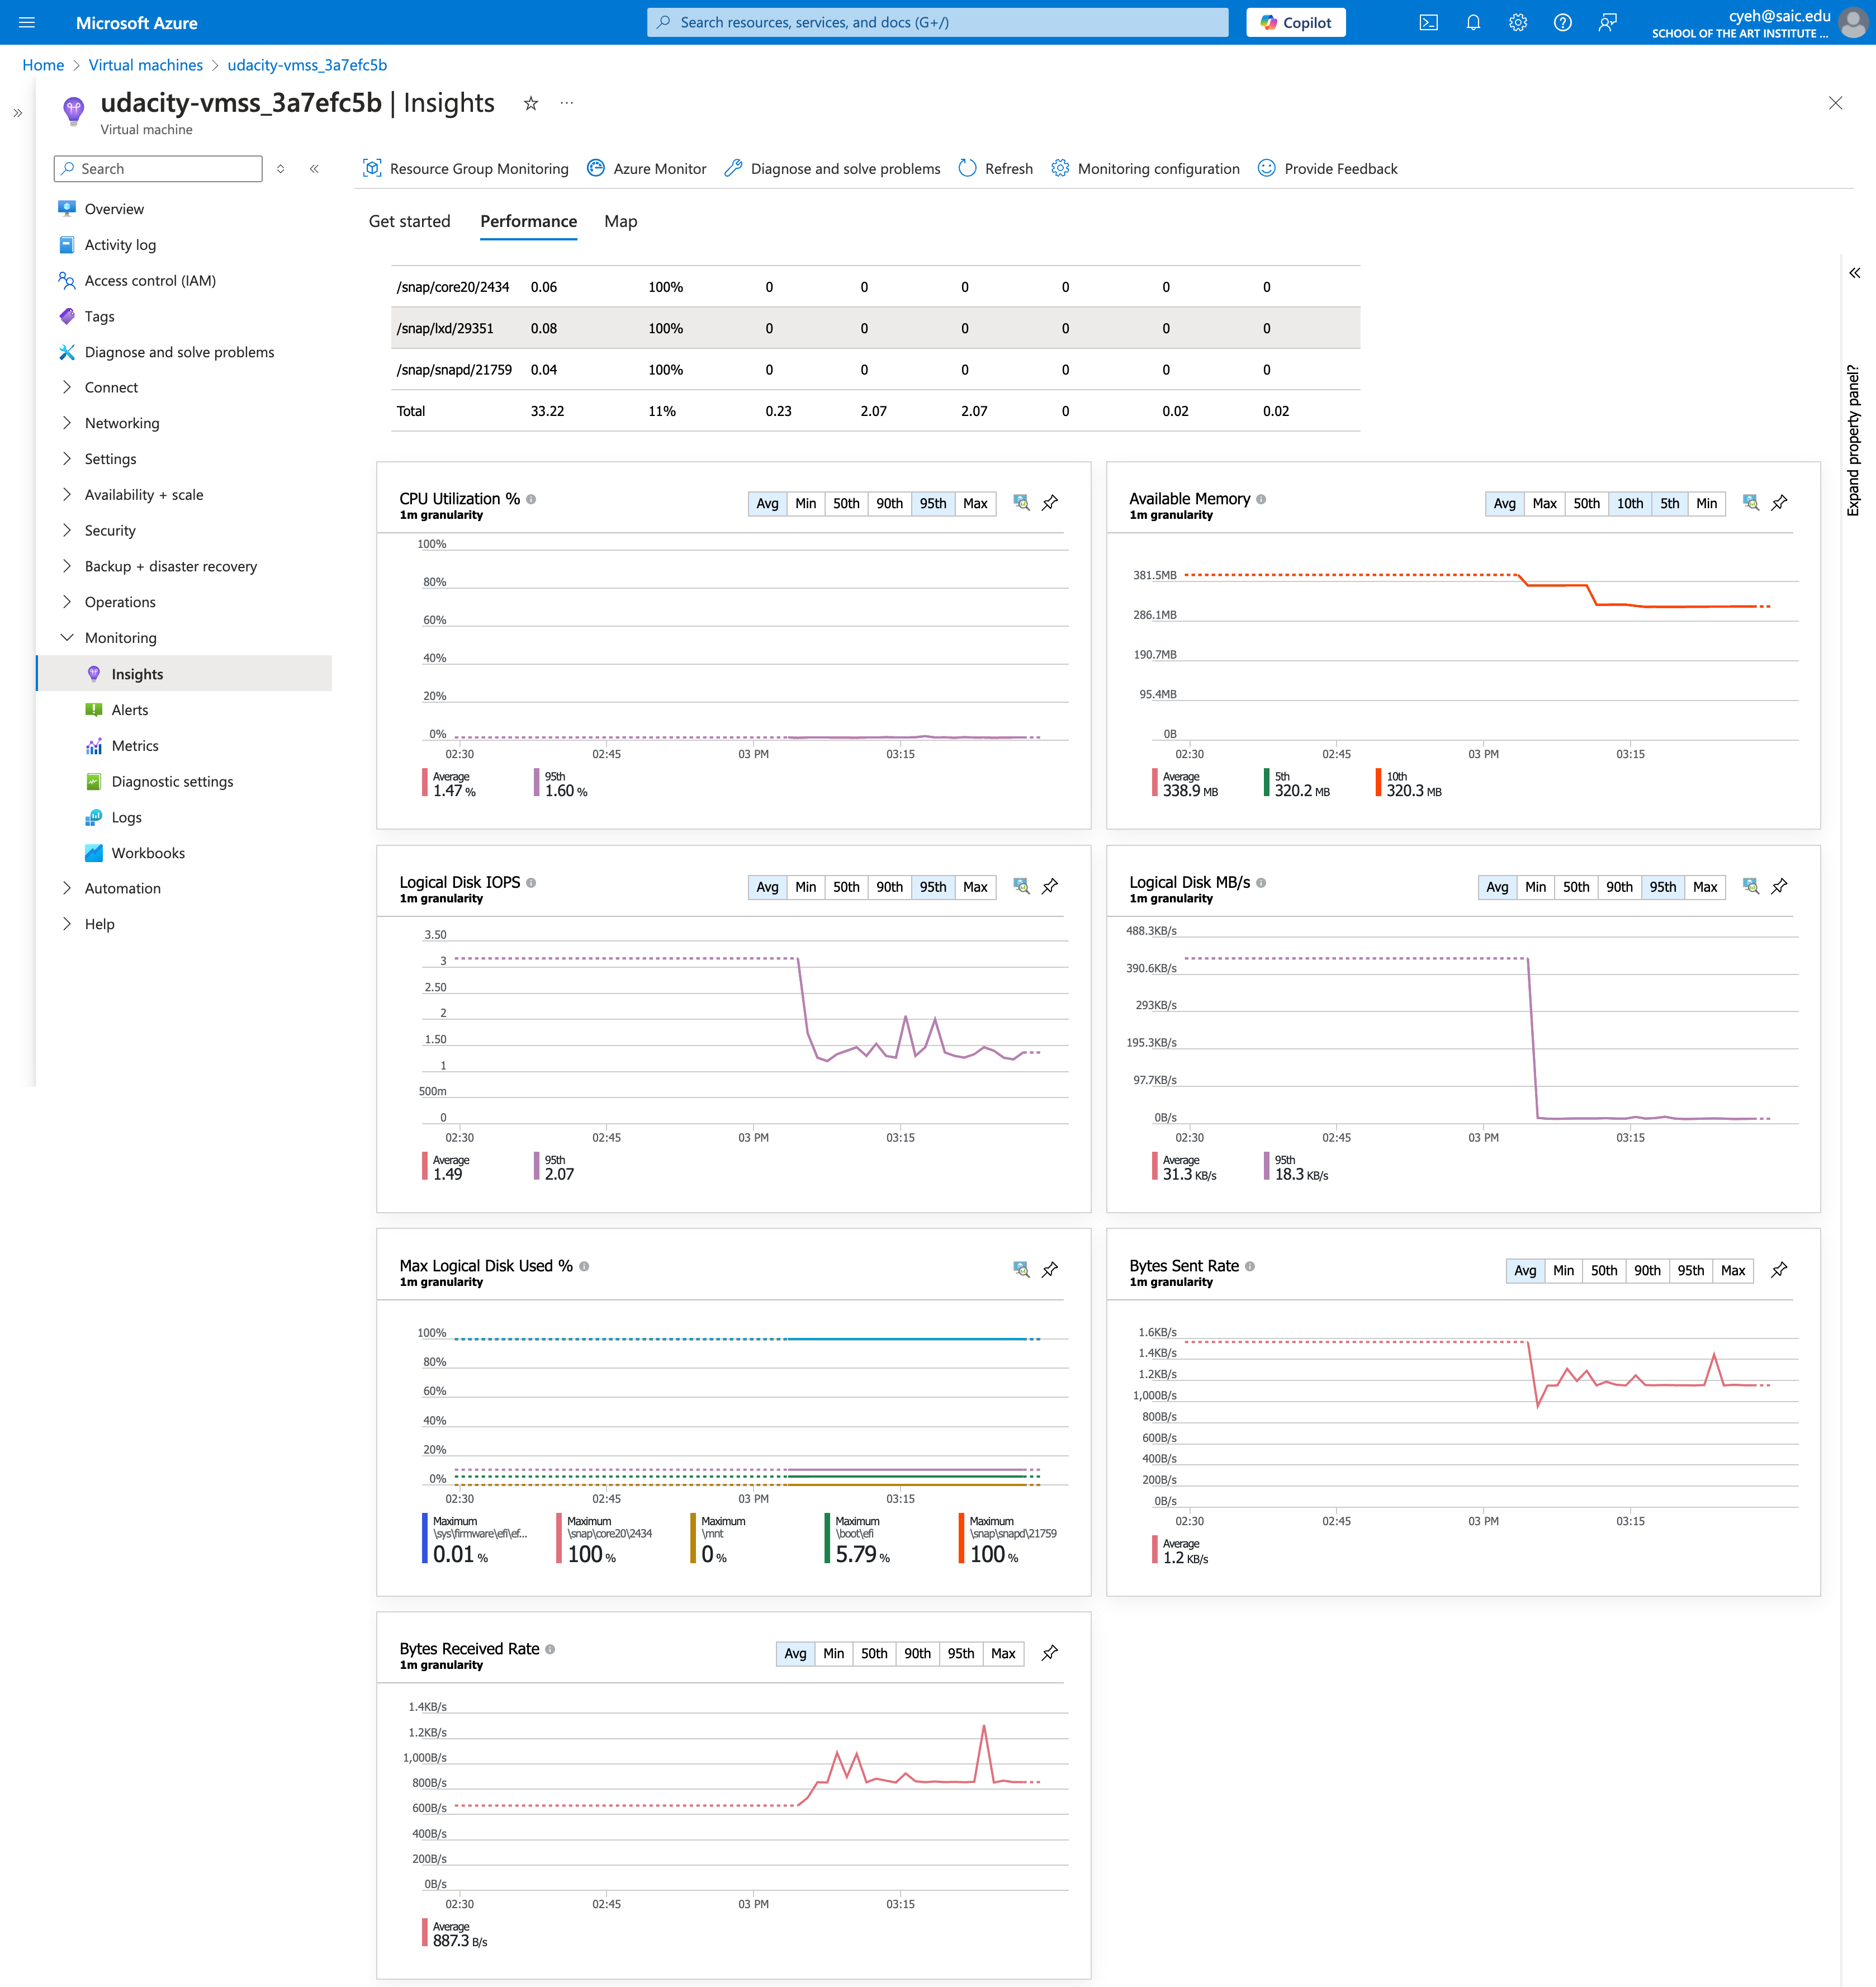 Microsoft Azure
Search resources, services, and docs (G+/)
Copilot
cyeh@saic.edu
SCHOOL OF THE ART INSTITUTE ...
Home > Virtual machines > udacity-vmss_3a7efc5b
udacity-vmss_3a7efc5b | Insights
Virtual machine
Search
Overview
Activity log
Access control (IAM)
Tags
Diagnose and solve problems
Connect
Networking
Settings
Availability + scale
Security
Backup + disaster recovery
Operations
Monitoring
Insights
Alerts
Metrics
Diagnostic settings
Logs
Workbooks
Automation
Help
Resource Group Monitoring Azure Monitor Diagnose and solve problems Refresh Monitoring configuration Provide Feedback
Get started Performance Map
/snap/core20/2434 0.06 100% 0 0 0 0 0 0
/snap/lxd/29351 0.08 100% 0 0 0 0 0 0
/snap/snapd/21759 0.04 100% 0 0 0 0 0 0
Total 33.22 11% 0.23 2.07 2.07 0 0.02 0.02
Expand property panel?
CPU Utilization %
1m granularity
Avg Min 50th 90th 95th Max
100%
80%
60%
40%
20%
0%
02:30 02:45 03 PM 03:15
Average 95th
1.47 % 1.60 %
Available Memory
1m granularity
Avg Max 50th 10th 5th Min
381.5MB
286.1MB
190.7MB
95.4MB
0B
02:30 02:45 03 PM 03:15
Average 5th 10th
338.9 MB 320.2 MB 320.3 MB
Logical Disk IOPS
1m granularity
Avg Min 50th 90th 95th Max
3.50
3
2.50
2
1.50
1
500m
0
02:30 02:45 03 PM 03:15
Average 95th
1.49 2.07
Logical Disk MB/s
1m granularity
Avg Min 50th 90th 95th Max
488.3KB/s
390.6KB/s
293KB/s
195.3KB/s
97.7KB/s
0B/s
02:30 02:45 03 PM 03:15
Average 95th
31.3 KB/s 18.3 KB/s
Max Logical Disk Used %
1m granularity
100%
80%
60%
40%
20%
0%
02:30 02:45 03 PM 03:15
Maximum Maximum Maximum Maximum Maximum
\sys\firmware\efi\ef... \snap\core20\2434 \mnt \boot\efi \snap\snapd\21759
0.01 % 100 % 0 % 5.79 % 100 %
Bytes Sent Rate
1m granularity
Avg Min 50th 90th 95th Max
1.6KB/s
1.4KB/s
1.2KB/s
1,000B/s
800B/s
600B/s
400B/s
200B/s
0B/s
02:30 02:45 03 PM 03:15
Average
1.2 KB/s
Bytes Received Rate
1m granularity
Avg Min 50th 90th 95th Max
1.4KB/s
1.2KB/s
1,000B/s
800B/s
600B/s
400B/s
200B/s
0B/s
02:30 02:45 03 PM 03:15
Average
887.3 B/s